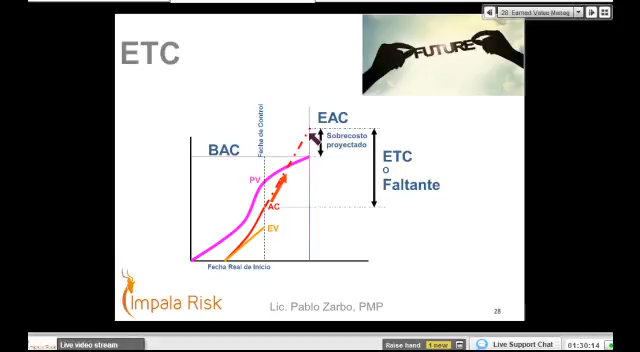 28 Earned Value Manag
ETC
FUTURE
Fecha de Control
EAC
BAC
Sobrecosto
proyectado
ETC
o
Faltante
PV
AC
EV
Fecha Real de Inicio
Impala Risk
Lic. Pablo Zarbo, PMP
28
Impala Risk
Live video stream
Raise hand
1 new
Live Support Chat
01:30:14